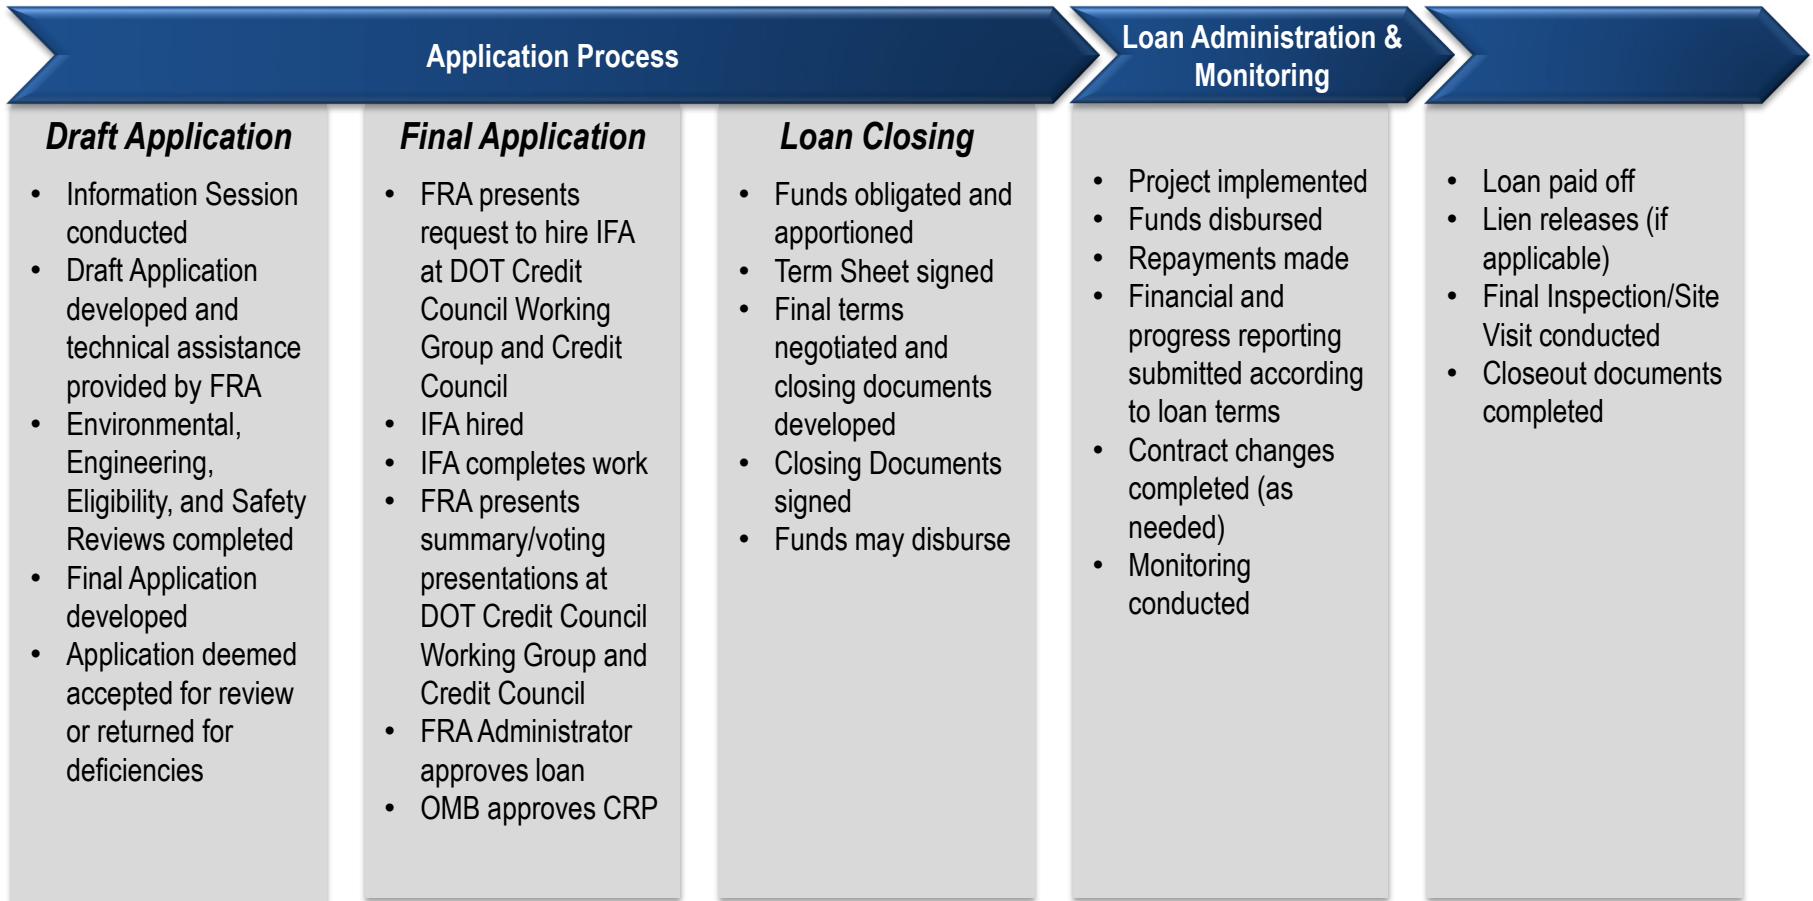 Application Process
Loan Administration &
Monitoring
Draft Application
• Information Session
conducted
• Draft Application
developed and
technical assistance
provided by FRA
• Environmental,
Engineering,
Eligibility, and Safety
Reviews completed
• Final Application
developed
• Application deemed
accepted for review
or returned for
deficiencies
Final Application
• FRA presents
request to hire IFA
at DOT Credit
Council Working
Group and Credit
Council
• IFA hired
• IFA completes work
• FRA presents
summary/voting
presentations at
DOT Credit Council
Working Group and
Credit Council
• FRA Administrator
approves loan
• OMB approves CRP
Loan Closing
• Funds obligated and
apportioned
• Term Sheet signed
• Final terms
negotiated and
closing documents
developed
• Closing Documents
signed
• Funds may disburse
• Project implemented
• Funds disbursed
• Repayments made
• Financial and
progress reporting
submitted according
to loan terms
• Contract changes
completed (as
needed)
• Monitoring
conducted
• Loan paid off
• Lien releases (if
applicable)
• Final Inspection/Site
Visit conducted
• Closeout documents
completed